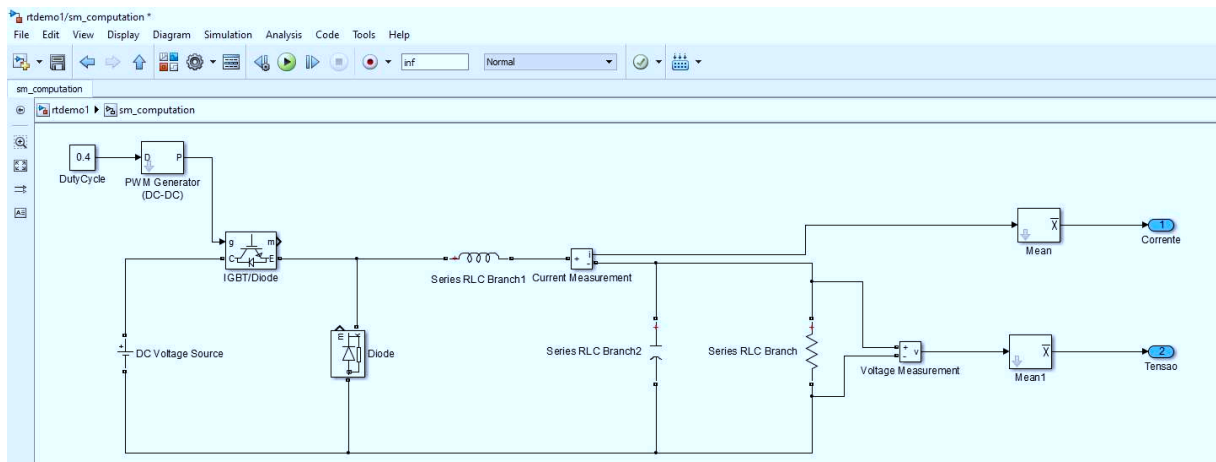 rtdemo1/sm_computation *
File Edit View Display Diagram Simulation Analysis Code Tools Help
inf Normal
sm_computation
rtdemo1 sm_computation
0.4
DutyCycle
D P
PWM Generator
(DC-DC)
g m
C E
IGBT/Diode
Series RLC Branch1
+ i -
Current Measurement
X
Mean
1
Corrente
+
DC Voltage Source
m k
a
Diode
+
Series RLC Branch2
+
Series RLC Branch
+ v -
Voltage Measurement
X
Mean1
2
Tensao